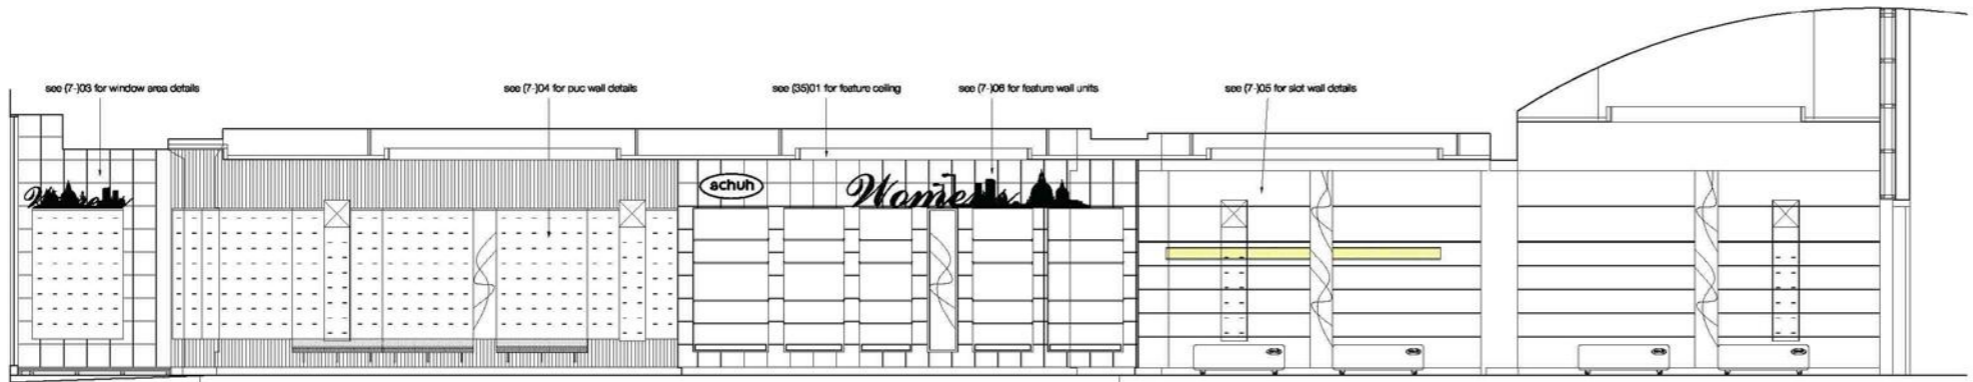 see (7-)03 for window area details
see (7-)04 for puc wall details
see (35)01 for feature ceiling
see (7-)06 for feature wall units
see (7-)05 for slot wall details
schuh